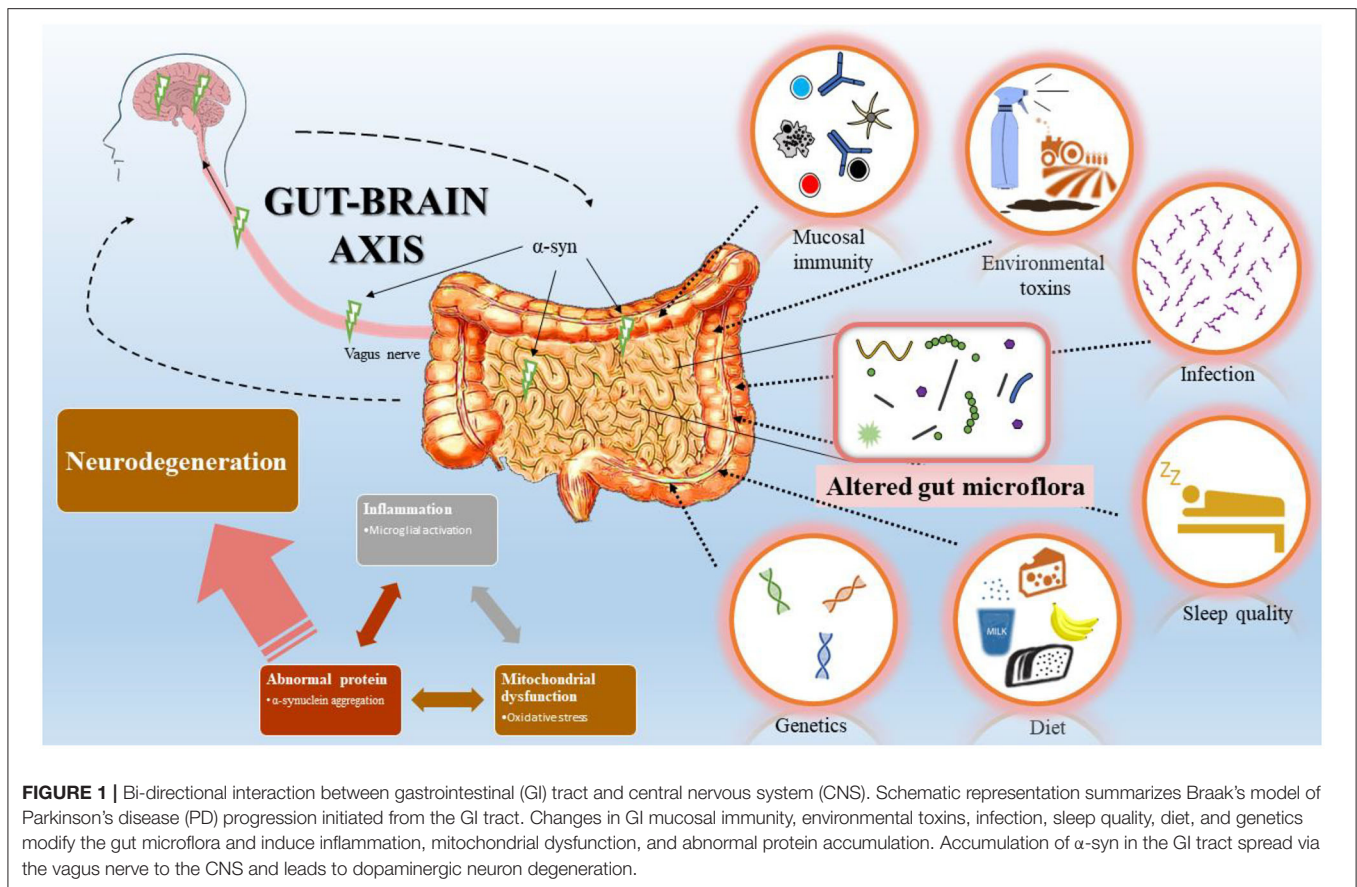 GUT-BRAIN
AXIS
α-syn
Vagus nerve
Mucosal
immunity
Environmental
toxins
Infection
Altered gut microflora
ZZ
Sleep quality
MILK
Genetics
Diet
Neurodegeneration
Inflammation
•Microglial activation
Abnormal protein
• α-synuclein aggregation
Mitochondrial
dysfunction
•Oxidative stress
FIGURE 1 | Bi-directional interaction between gastrointestinal (GI) tract and central nervous system (CNS). Schematic representation summarizes Braak's model of
Parkinson's disease (PD) progression initiated from the GI tract. Changes in GI mucosal immunity, environmental toxins, infection, sleep quality, diet, and genetics
modify the gut microflora and induce inflammation, mitochondrial dysfunction, and abnormal protein accumulation. Accumulation of α-syn in the GI tract spread via
the vagus nerve to the CNS and leads to dopaminergic neuron degeneration.